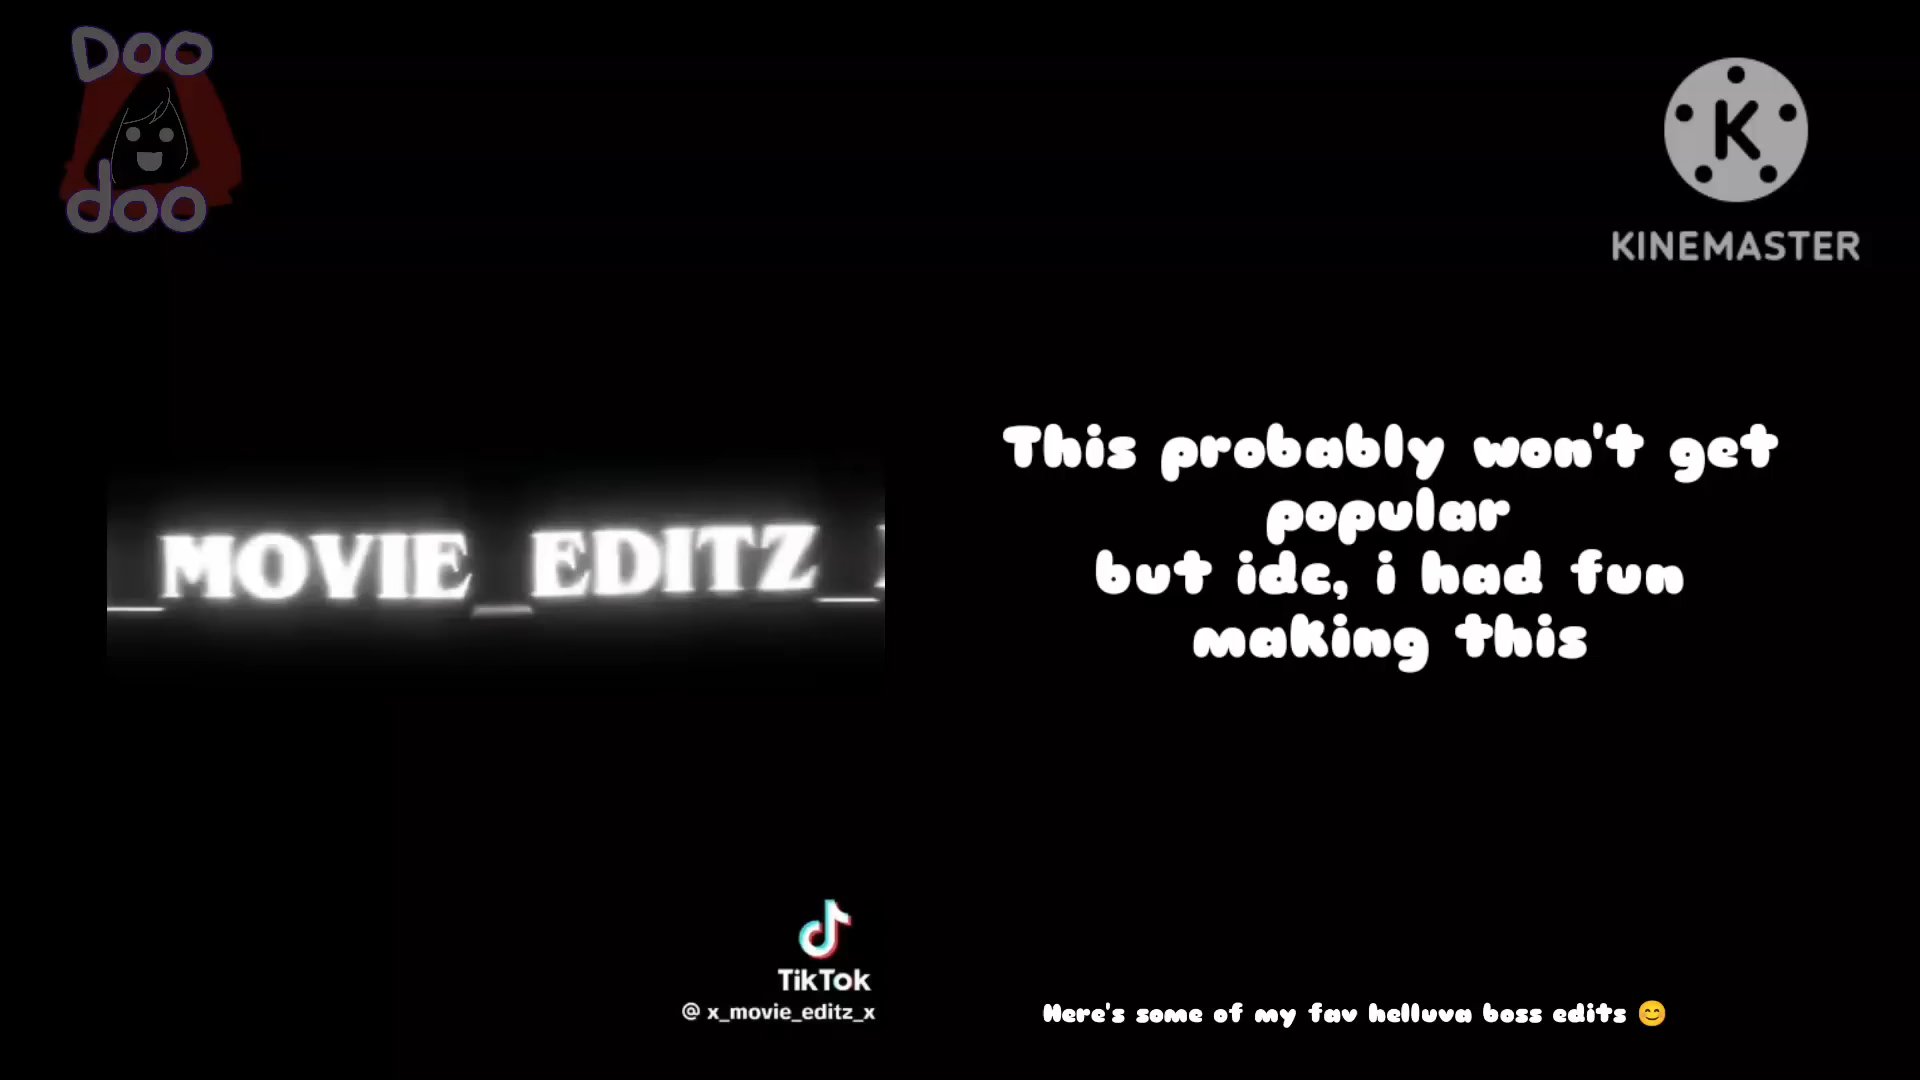 Doo
doo
K
KINEMASTER
_MOVIE_EDITZ_
This probably won't get
popular
but idc, i had fun
making this
TikTok
@ x_movie_editz_x
Here's some of my fav helluva boss edits 😊